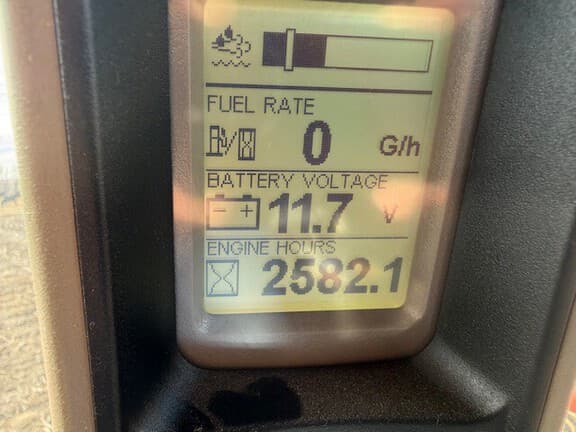 FUEL RATE
0 G/h
BATTERY VOLTAGE
- + 11.7 V
ENGINE HOURS
2582.1